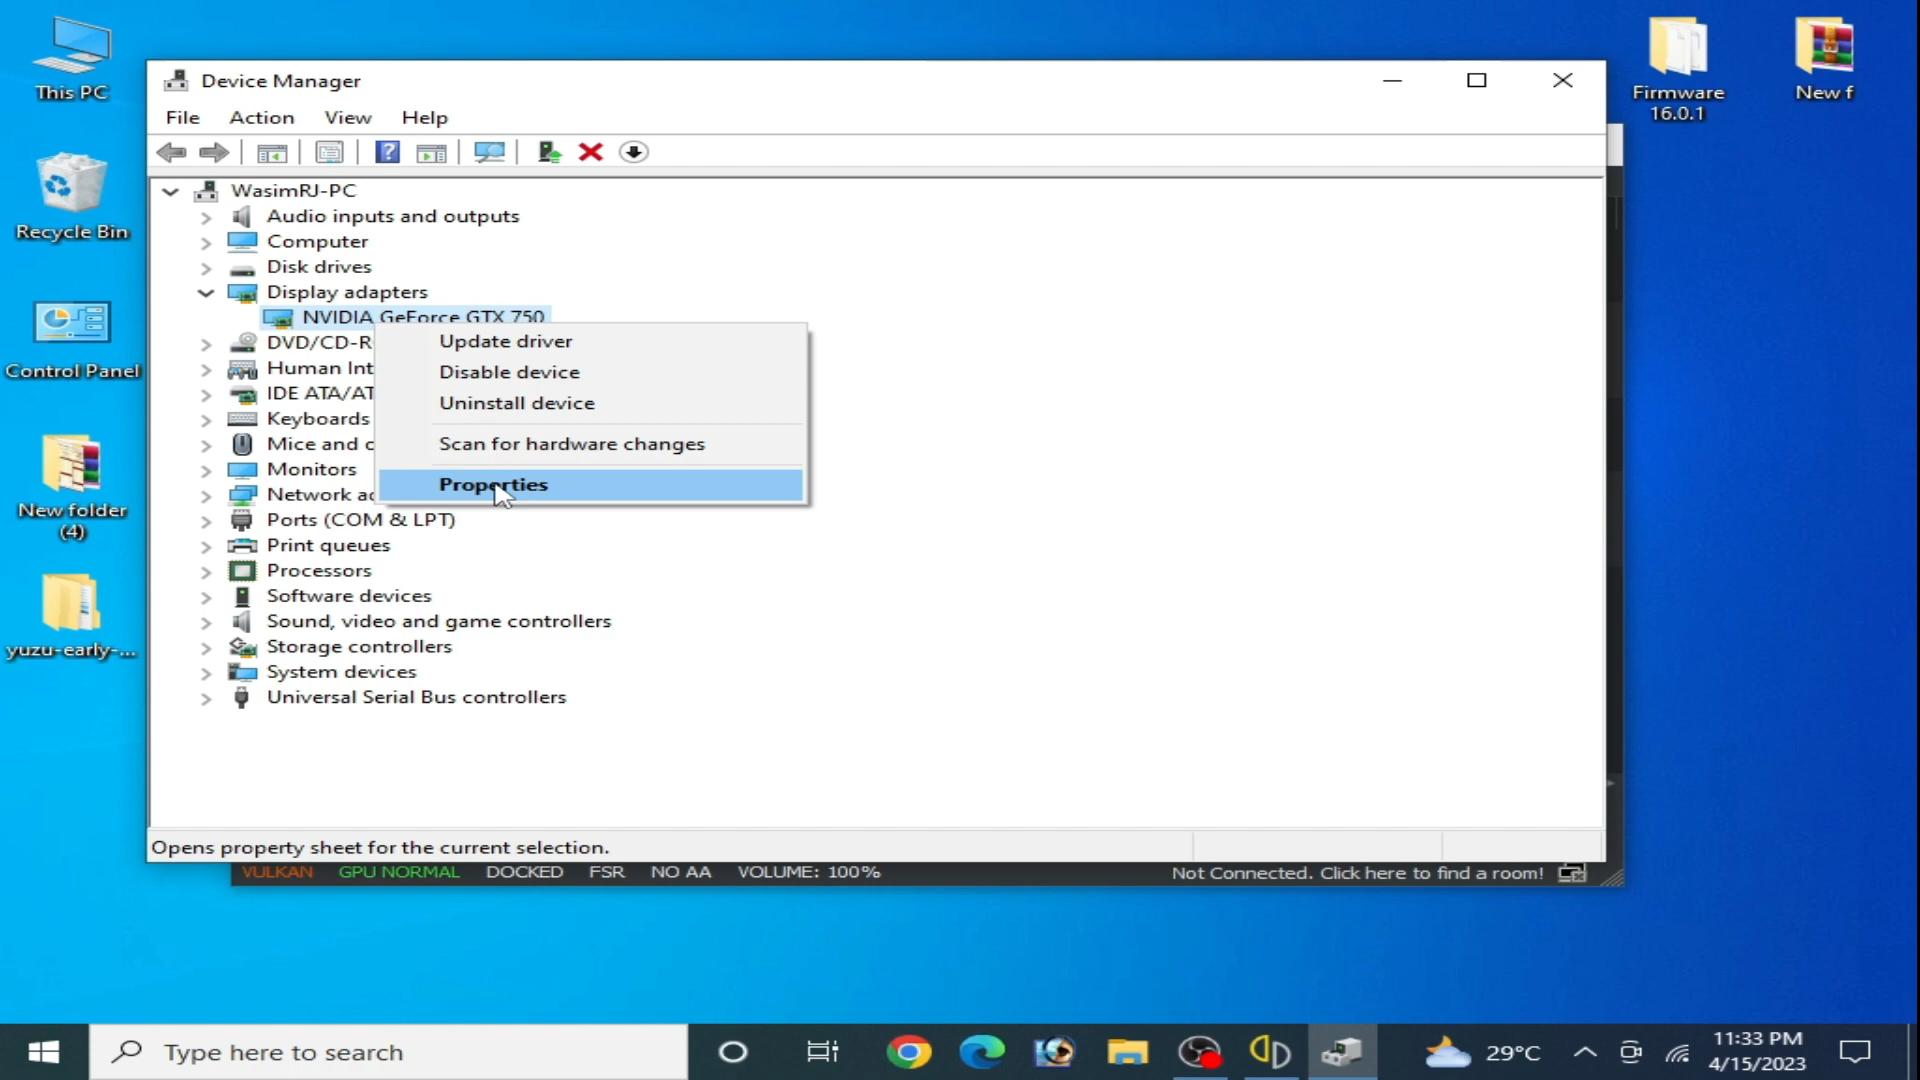 This PC
Recycle Bin
Control Panel
New folder
(4)
yuzu-early-...
Firmware
16.0.1
New f
Device Manager
File Action View Help
WasimRJ-PC
Audio inputs and outputs
Computer
Disk drives
Display adapters
NVIDIA GeForce GTX 750
DVD/CD-R
Human Int
IDE ATA/AT
Keyboards
Mice and
Monitors
Network a
Ports (COM & LPT)
Print queues
Processors
Software devices
Sound, video and game controllers
Storage controllers
System devices
Universal Serial Bus controllers
Update driver
Disable device
Uninstall device
Scan for hardware changes
Properties
Opens property sheet for the current selection.
VULKAN GPU NORMAL DOCKED FSR NO AA VOLUME: 100% Not Connected. Click here to find a room!
Type here to search
29°C
11:33 PM
4/15/2023